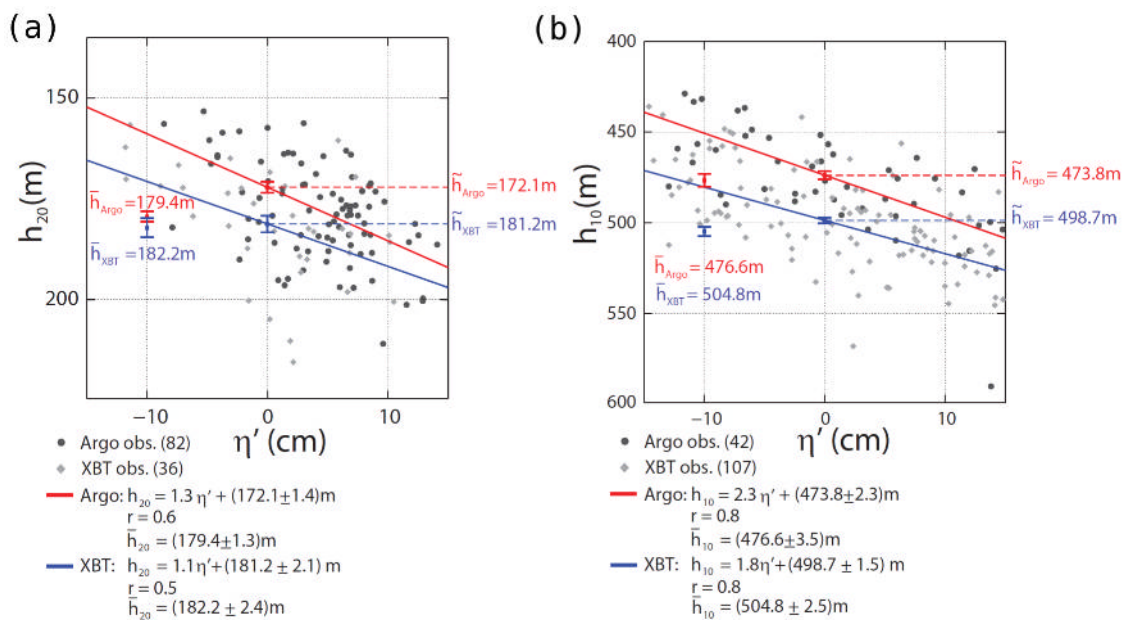 (a)
h20 (m)
150
200
h̄Argo=179.4m
h̄XBT=182.2m
h̃Argo=172.1m
h̃XBT=181.2m
−10 0 10
η' (cm)
● Argo obs. (82)
◆ XBT obs. (36)
Argo: h20 = 1.3 η' + (172.1±1.4)m
r = 0.6
h̄20 = (179.4±1.3)m
XBT: h20 = 1.1η'+(181.2 ± 2.1) m
r = 0.5
h̄20 = (182.2 ± 2.4)m
(b)
h10 (m)
400
450
500
550
600
h̄Argo = 476.6m
h̄XBT = 504.8m
h̃Argo = 473.8m
h̃XBT = 498.7m
−10 0 10
η' (cm)
● Argo obs. (42)
◆ XBT obs. (107)
Argo: h10 = 2.3 η' + (473.8±2.3)m
r = 0.8
h̄10 = (476.6±3.5)m
XBT: h10 = 1.8η'+(498.7 ± 1.5) m
r = 0.8
h̄10 = (504.8 ± 2.5)m